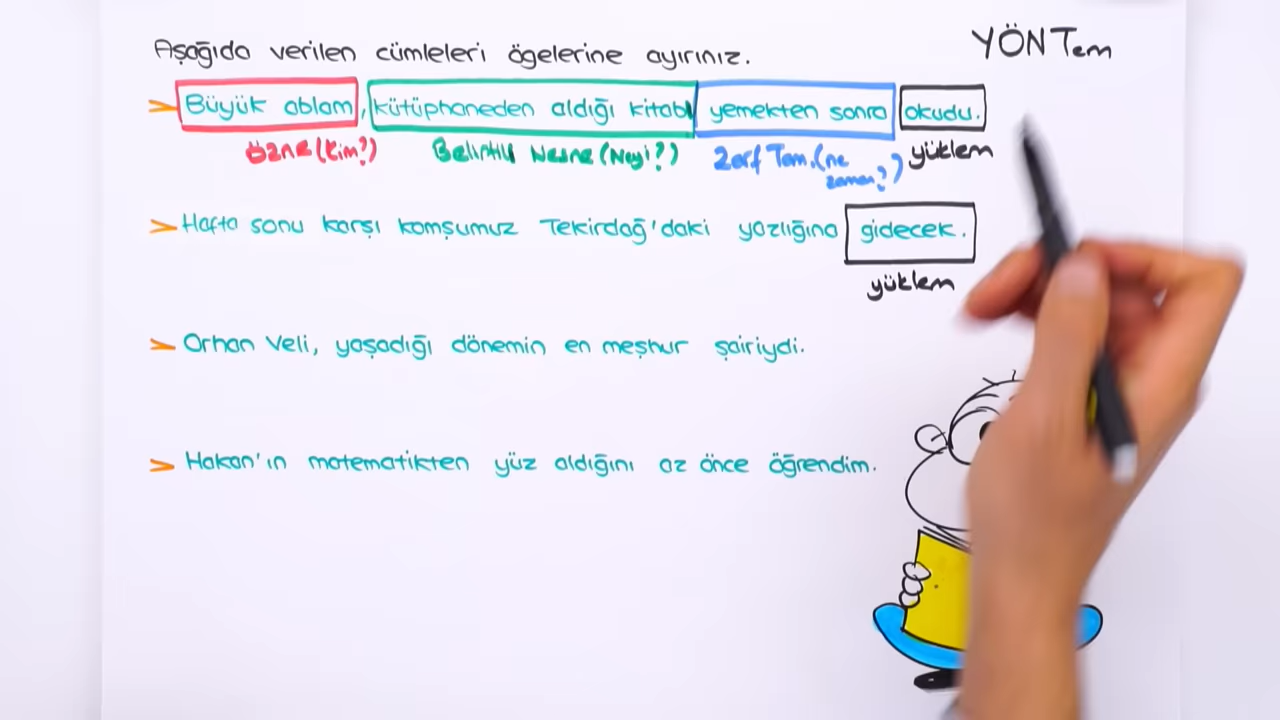 YÖNTem
Aşağıda verilen cümleleri ögelerine ayırınız.
➢ Büyük ablam, kütüphaneden aldığı kitabı yemekten sonra okudu.
Özne (Kim?) Belirtili Nesne (Neyi?) Zarf Tam. (ne zaman?) yüklem
➢ Hafta sonu karşı komşumuz Tekirdağ'daki yazlığına gidecek.
yüklem
➢ Orhan Veli, yaşadığı dönemin en meşhur şairiydi.
➢ Hakan'ın matematikten yüz aldığını az önce öğrendim.